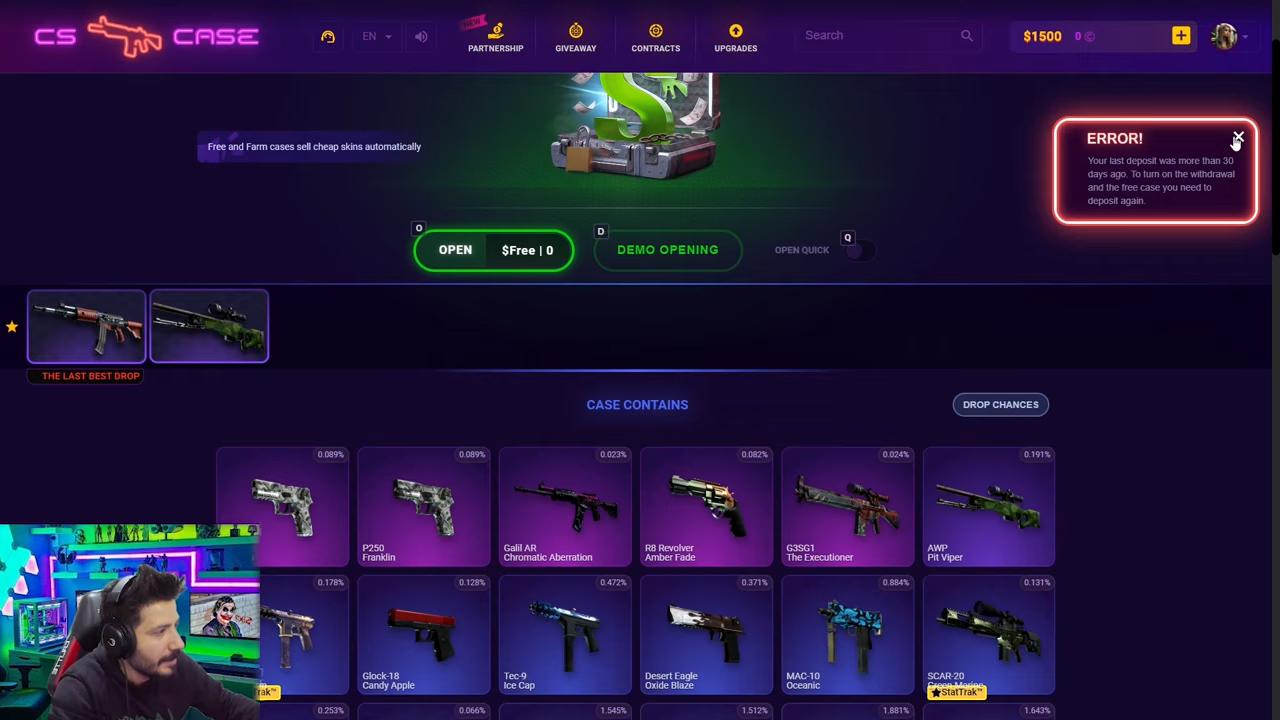 CS CASE
EN
NEW
PARTNERSHIP
GIVEAWAY
CONTRACTS
UPGRADES
Search
$1500
0
Free and Farm cases sell cheap skins automatically
ERROR!
Your last deposit was more than 30
days ago. To turn on the withdrawal
and the free case you need to
deposit again.
O
OPEN
$Free | 0
D
DEMO OPENING
OPEN QUICK
Q
THE LAST BEST DROP
CASE CONTAINS
DROP CHANCES
0.089%
0.089%
P250
Franklin
0.023%
Galil AR
Chromatic Aberration
0.082%
R8 Revolver
Amber Fade
0.024%
G3SG1
The Executioner
0.191%
AWP
Pit Viper
0.178%
0.128%
Glock-18
Candy Apple
0.472%
Tec-9
Ice Cap
0.371%
Desert Eagle
Oxide Blaze
0.884%
MAC-10
Oceanic
0.131%
SCAR-20
StatTrak™
0.253%
0.066%
1.545%
1.512%
1.881%
1.643%